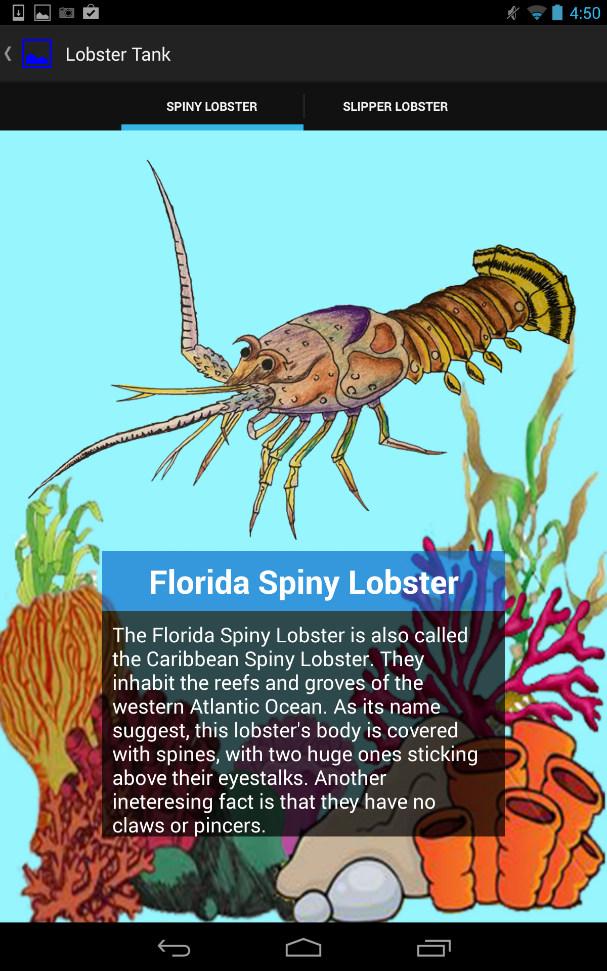 4:50
Lobster Tank
SPINY LOBSTER
SLIPPER LOBSTER
Florida Spiny Lobster
The Florida Spiny Lobster is also called
the Caribbean Spiny Lobster. They
inhabit the reefs and groves of the
western Atlantic Ocean. As its name
suggest, this lobster's body is covered
with spines, with two huge ones sticking
above their eyestalks. Another
ineteresing fact is that they have no
claws or pincers.